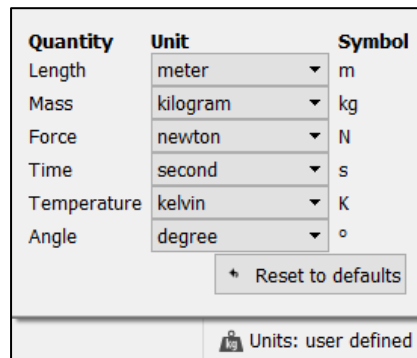 Quantity Unit Symbol
Length meter m
Mass kilogram kg
Force newton N
Time second s
Temperature kelvin K
Angle degree °
Reset to defaults
kg Units: user defined